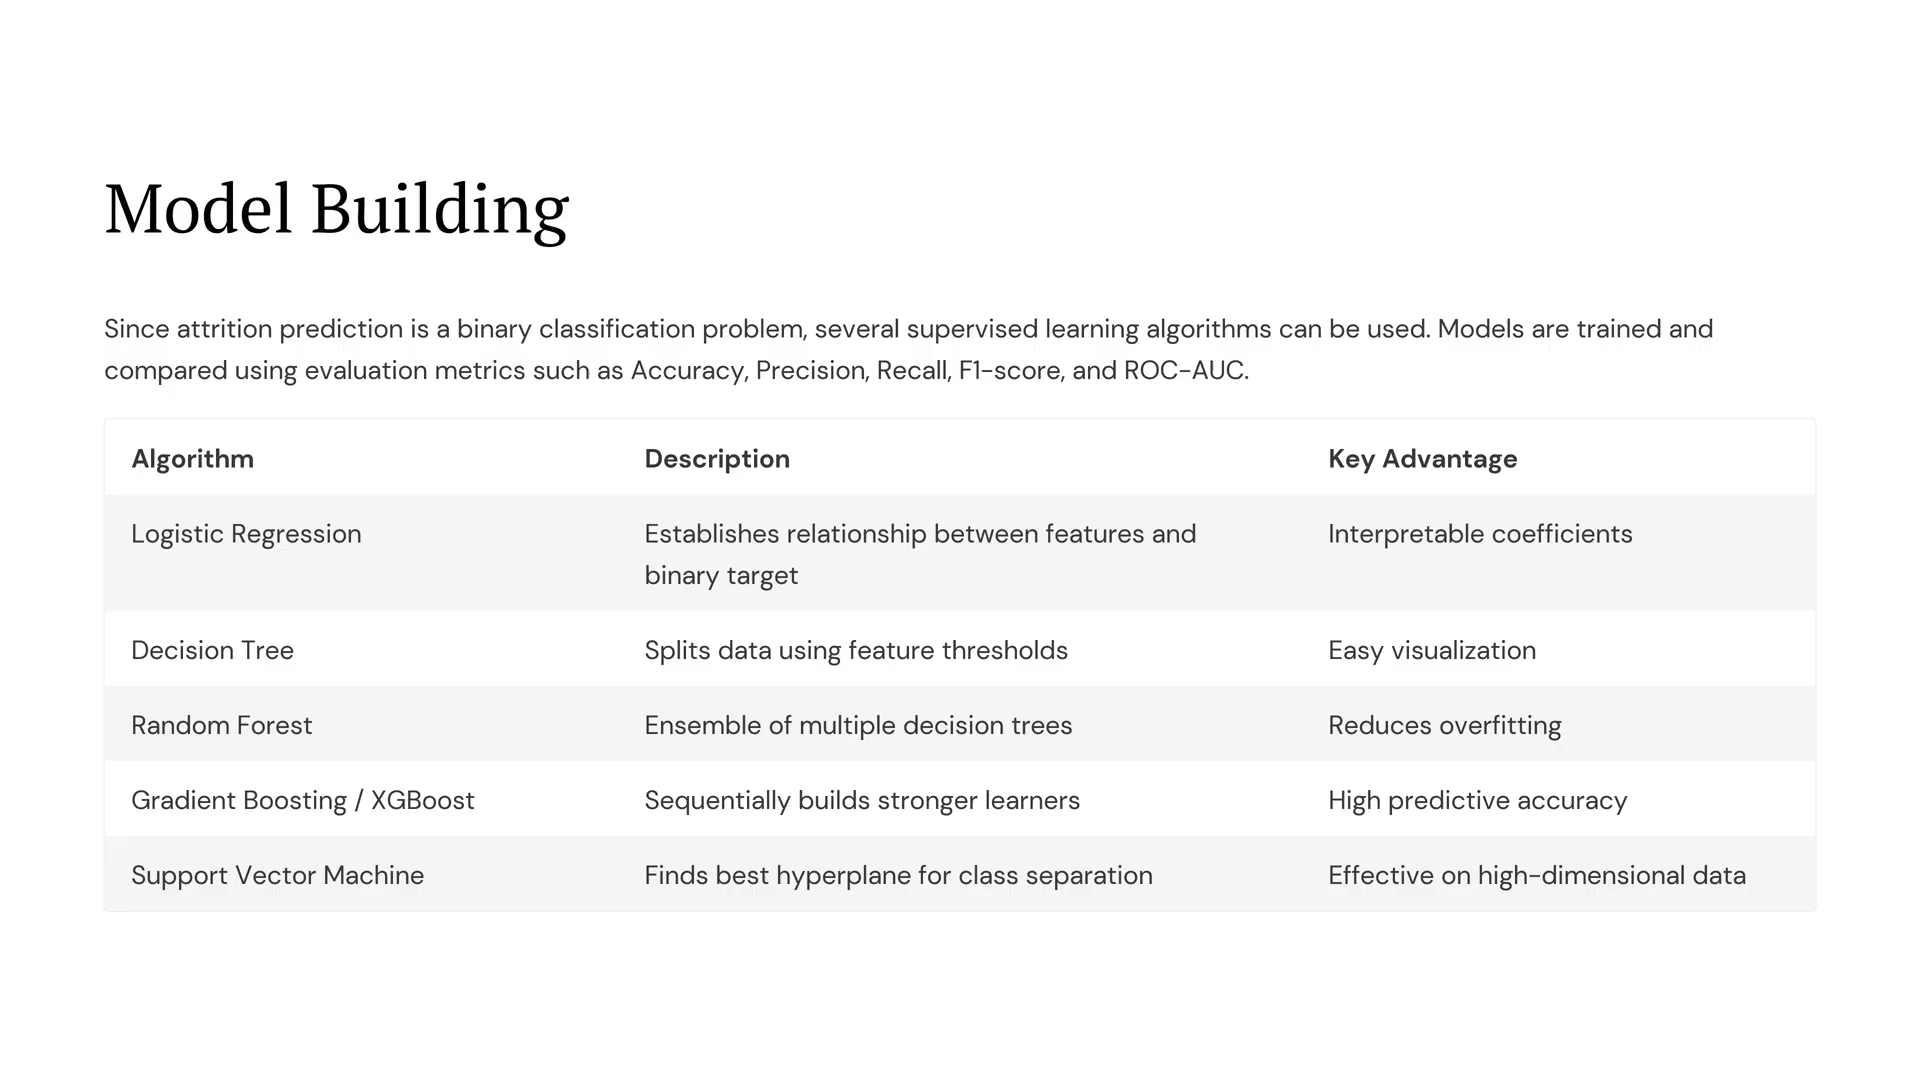 Model Building
Since attrition prediction is a binary classification problem, several supervised learning algorithms can be used. Models are trained and
compared using evaluation metrics such as Accuracy, Precision, Recall, F1-score, and ROC-AUC.
Algorithm Description Key Advantage
Logistic Regression Establishes relationship between features and Interpretable coefficients
binary target
Decision Tree Splits data using feature thresholds Easy visualization
Random Forest Ensemble of multiple decision trees Reduces overfitting
Gradient Boosting / XGBoost Sequentially builds stronger learners High predictive accuracy
Support Vector Machine Finds best hyperplane for class separation Effective on high-dimensional data